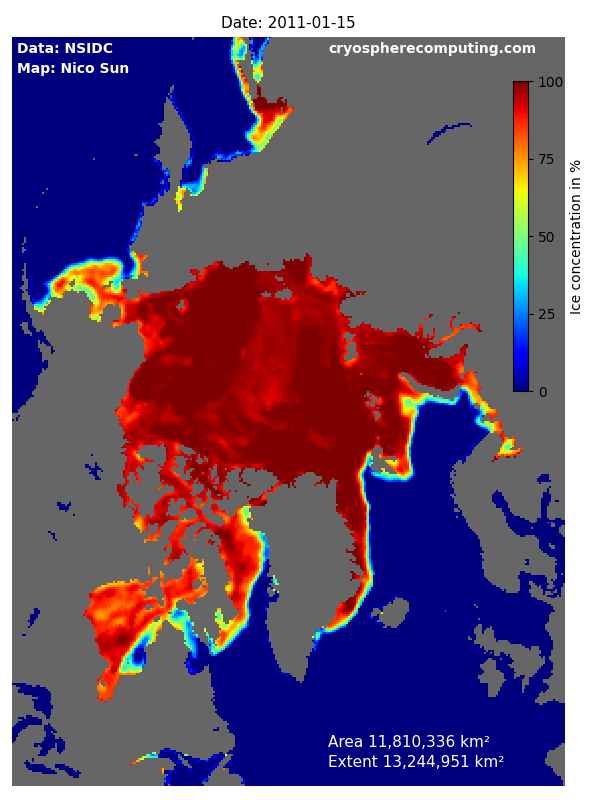 Date: 2011-01-15
Data: NSIDC
cryospherecomputing.com
Map: Nico Sun
100
75
50
25
0
Ice concentration in %
Area 11,810,336 km²
Extent 13,244,951 km²